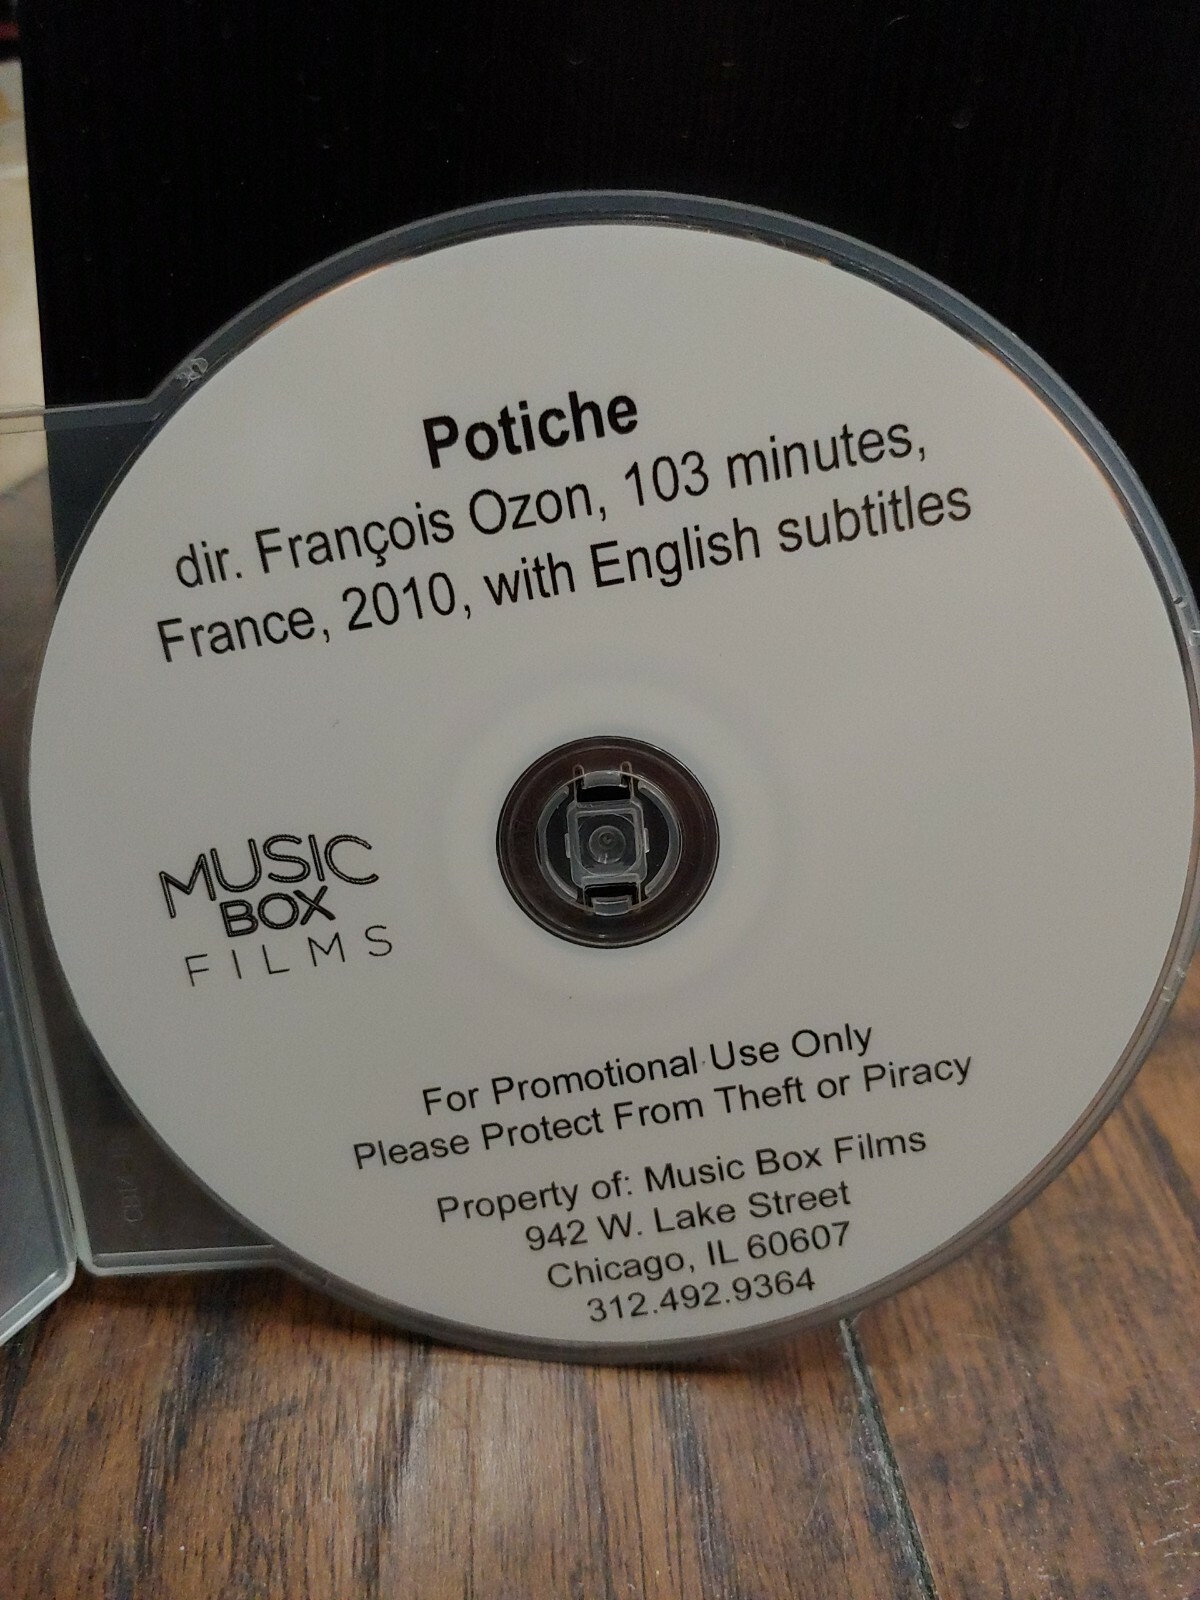 Potiche
dir. François Ozon, 103 minutes,
France, 2010, with English subtitles
MUSIC
BOX
FILMS
For Promotional Use Only
Please Protect From Theft or Piracy
Property of: Music Box Films
942 W. Lake Street
Chicago, IL 60607
312.492.9364